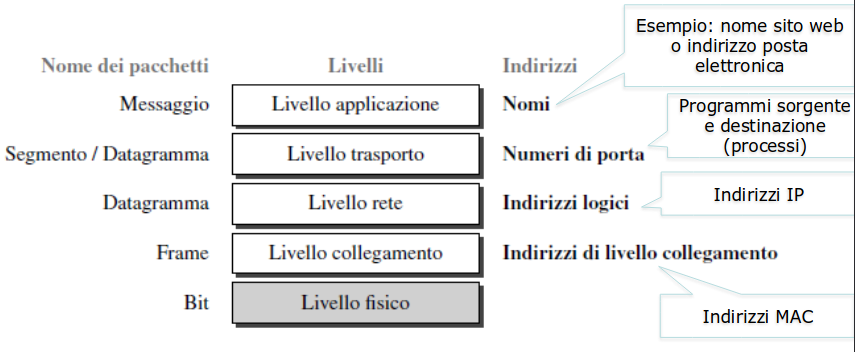 Esempio: nome sito web
o indirizzo posta
elettronica
Nome dei pacchetti Livelli Indirizzi
Messaggio Livello applicazione Nomi
Programmi sorgente
e destinazione
(processi)
Segmento / Datagramma Livello trasporto Numeri di porta
Datagramma Livello rete Indirizzi logici
Indirizzi IP
Frame Livello collegamento Indirizzi di livello collegamento
Bit Livello fisico
Indirizzi MAC